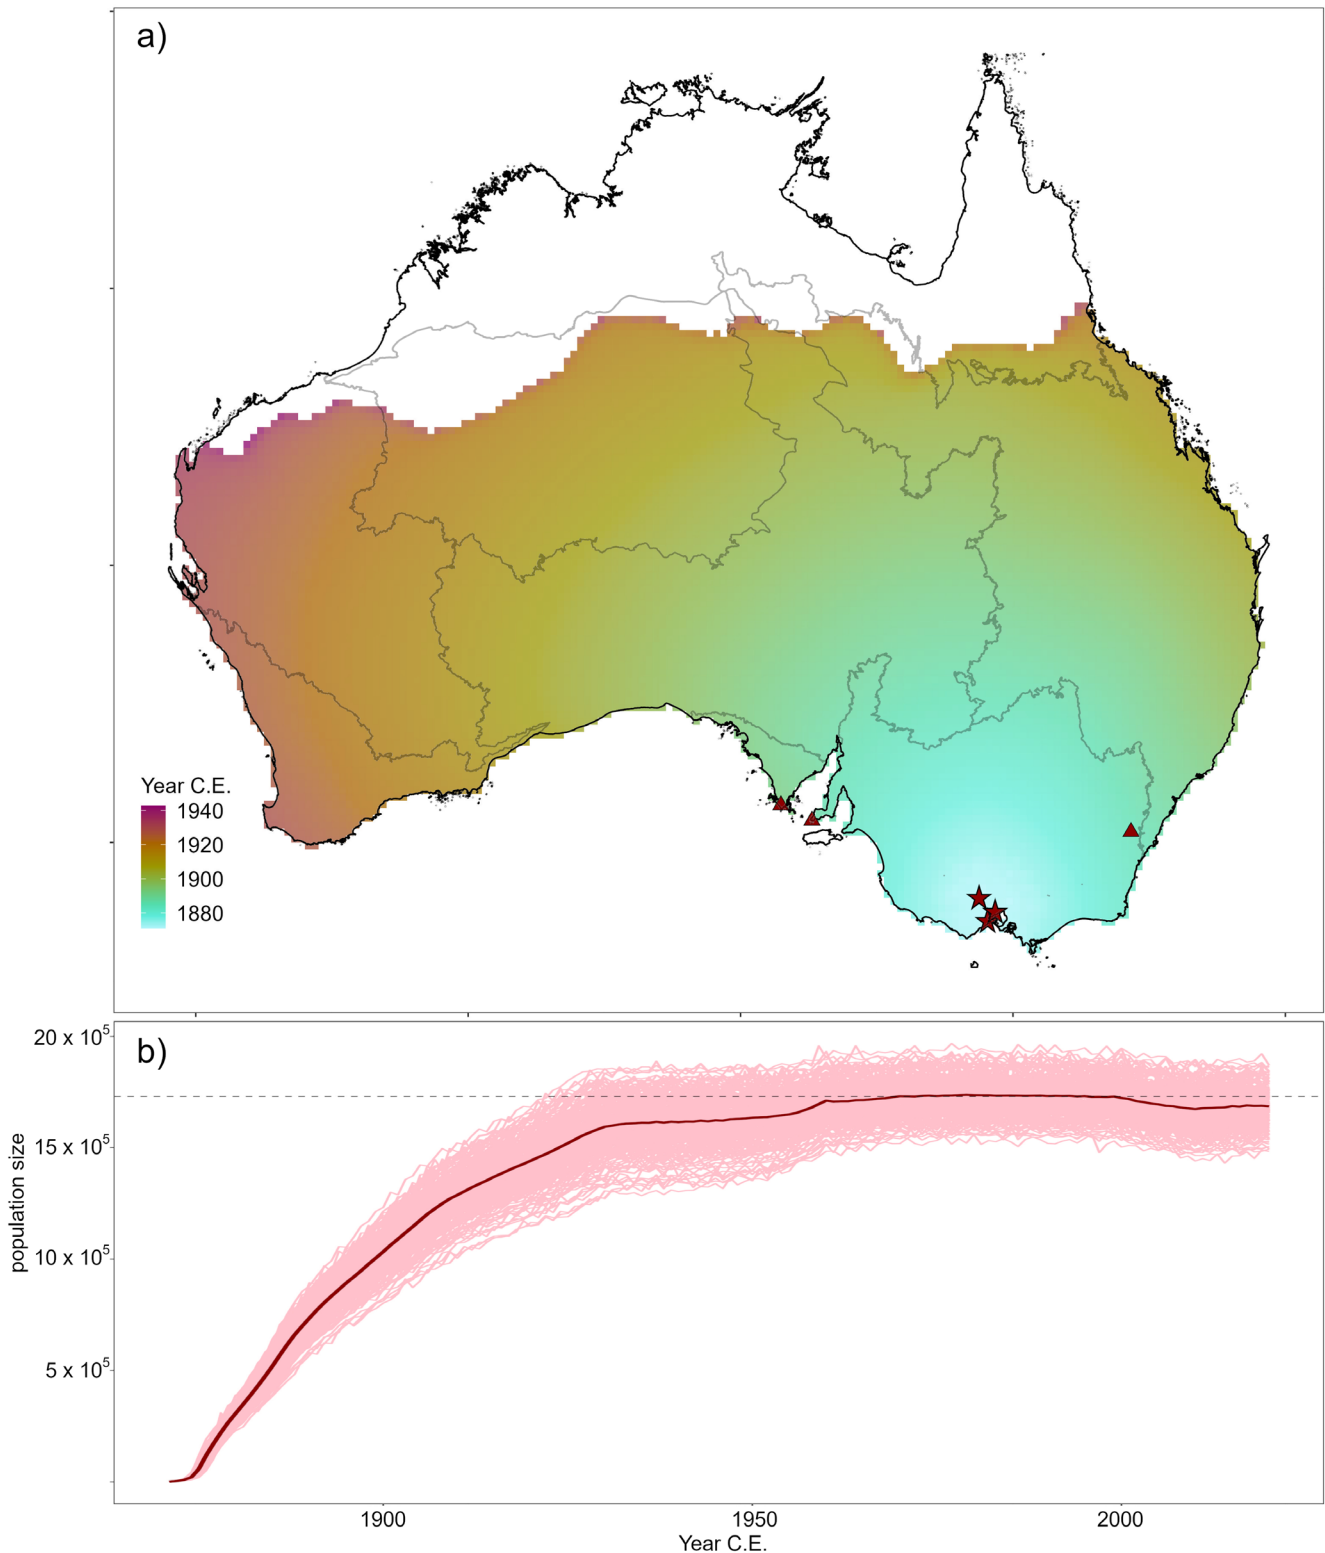 a)
Year C.E.
1940
1920
1900
1880
b)
20 x 10⁵
15 x 10⁵
10 x 10⁵
5 x 10⁵
population size
1900
1950
2000
Year C.E.